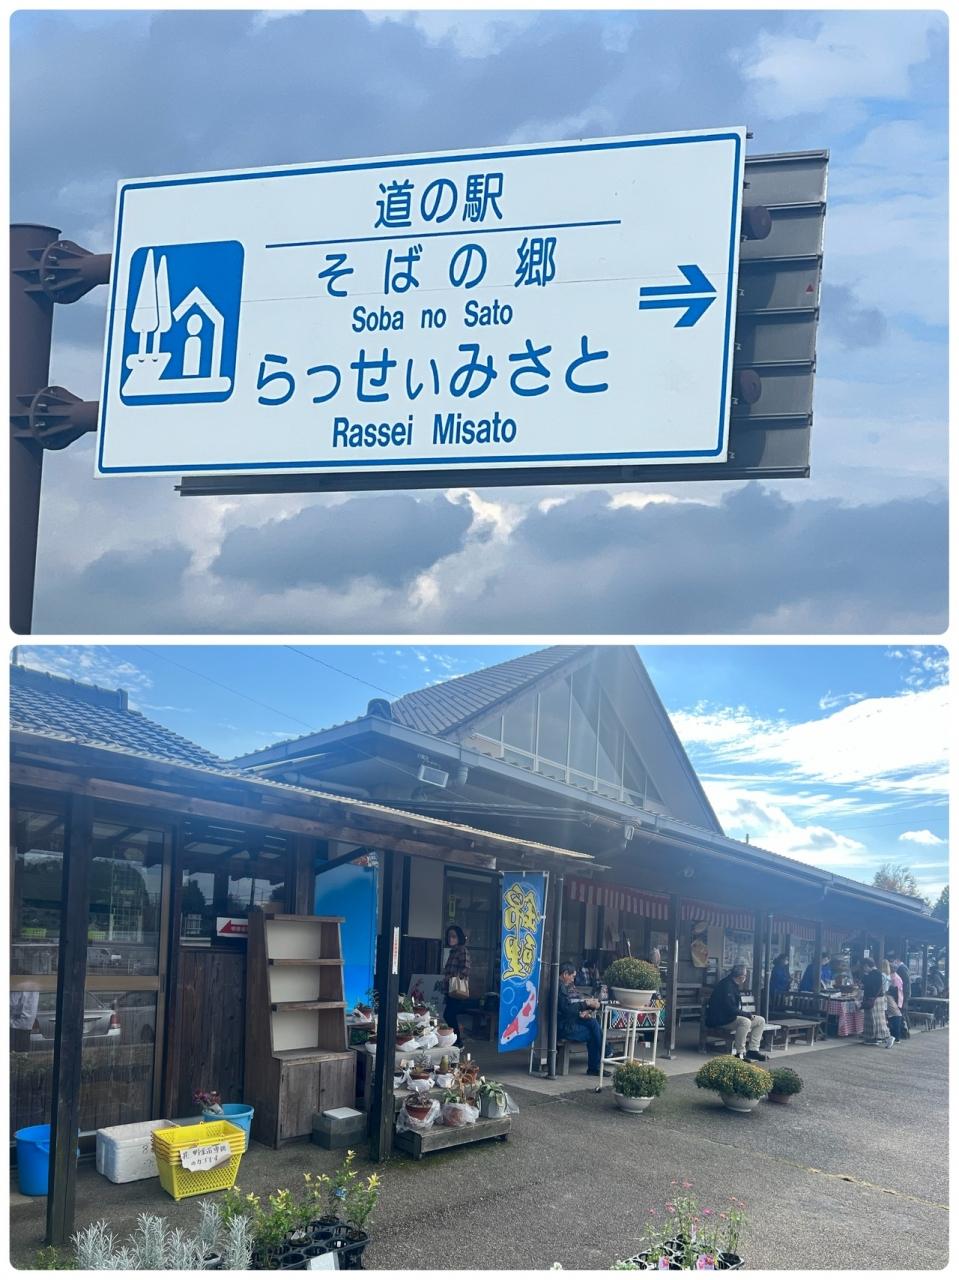 道の駅
そばの郷
Soba no Sato
らっせぃみさと
Rassei Misato